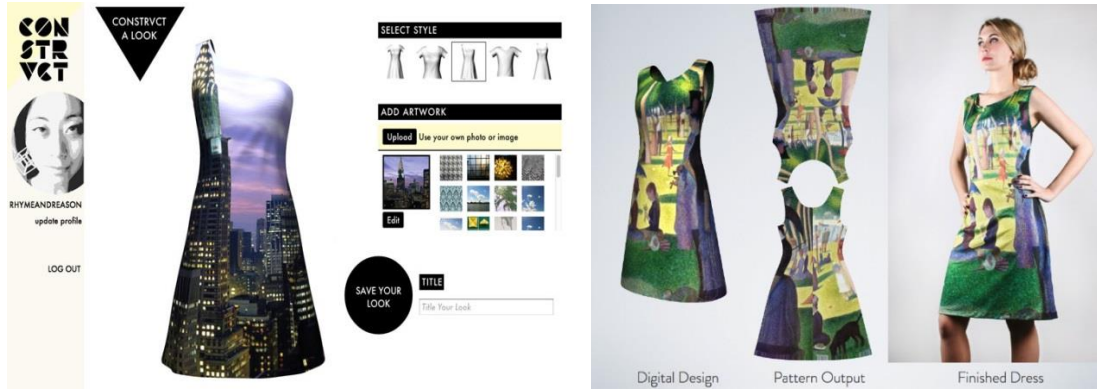 CON
STR
VCT
CONSTRVCT
A LOOK
RHYMEANDREASON
update profile
LOG OUT
SELECT STYLE
ADD ARTWORK
Upload Use your own photo or image
Edit
SAVE YOUR
LOOK
TITLE
Title Your Look
Digital Design
Pattern Output
Finished Dress